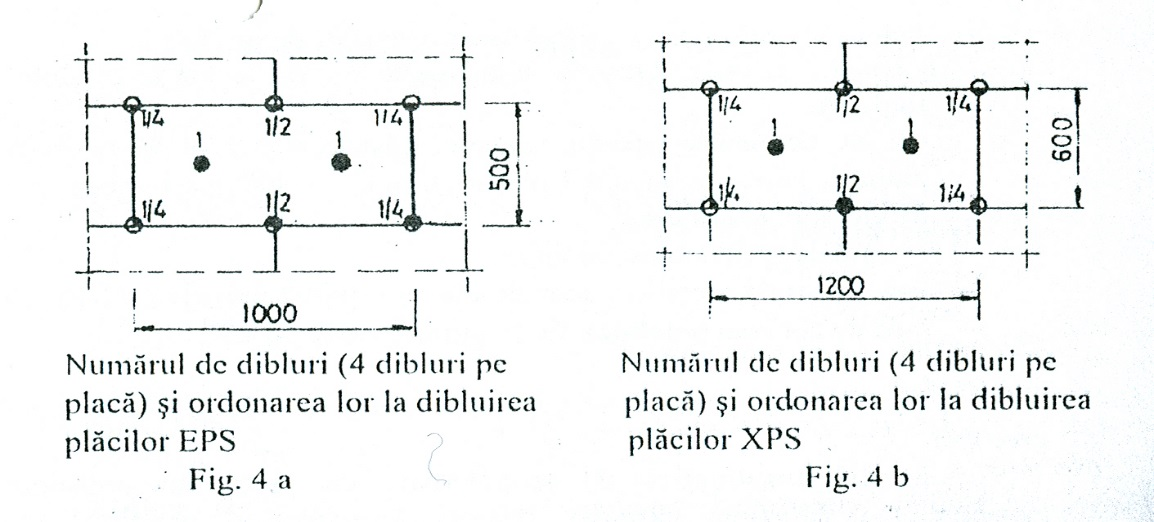 1/4 1/2 1/4
1 1
1/4 1/2 1/4
500
1000
Numărul de dibluri (4 dibluri pe
placă) şi ordonarea lor la dibluirea
plăcilor EPS
Fig. 4 a
1/4 1/2 1/4
1 1
1/4 1/2 1/4
600
1200
Numărul de dibluri (4 dibluri pe
placă) şi ordonarea lor la dibluirea
plăcilor XPS
Fig. 4 b